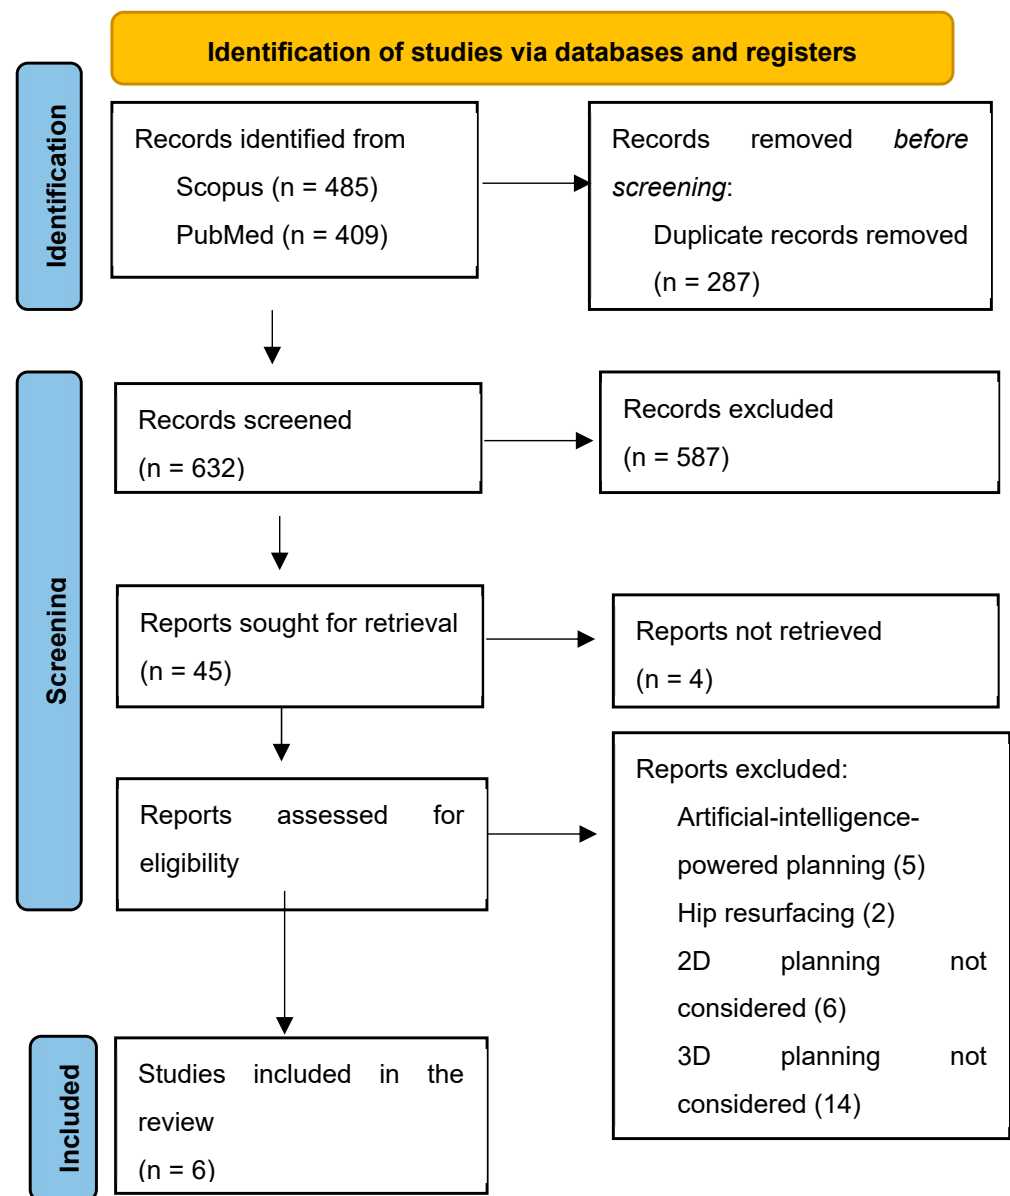 Identification of studies via databases and registers
Identification
Records identified from
Scopus (n = 485)
PubMed (n = 409)
Records removed before
screening:
Duplicate records removed
(n = 287)
Screening
Records screened
(n = 632)
Records excluded
(n = 587)
Reports sought for retrieval
(n = 45)
Reports not retrieved
(n = 4)
Reports assessed for
eligibility
Reports excluded:
Artificial-intelligence-
powered planning (5)
Hip resurfacing (2)
2D planning not
considered (6)
3D planning not
considered (14)
Included
Studies included in the
review
(n = 6)